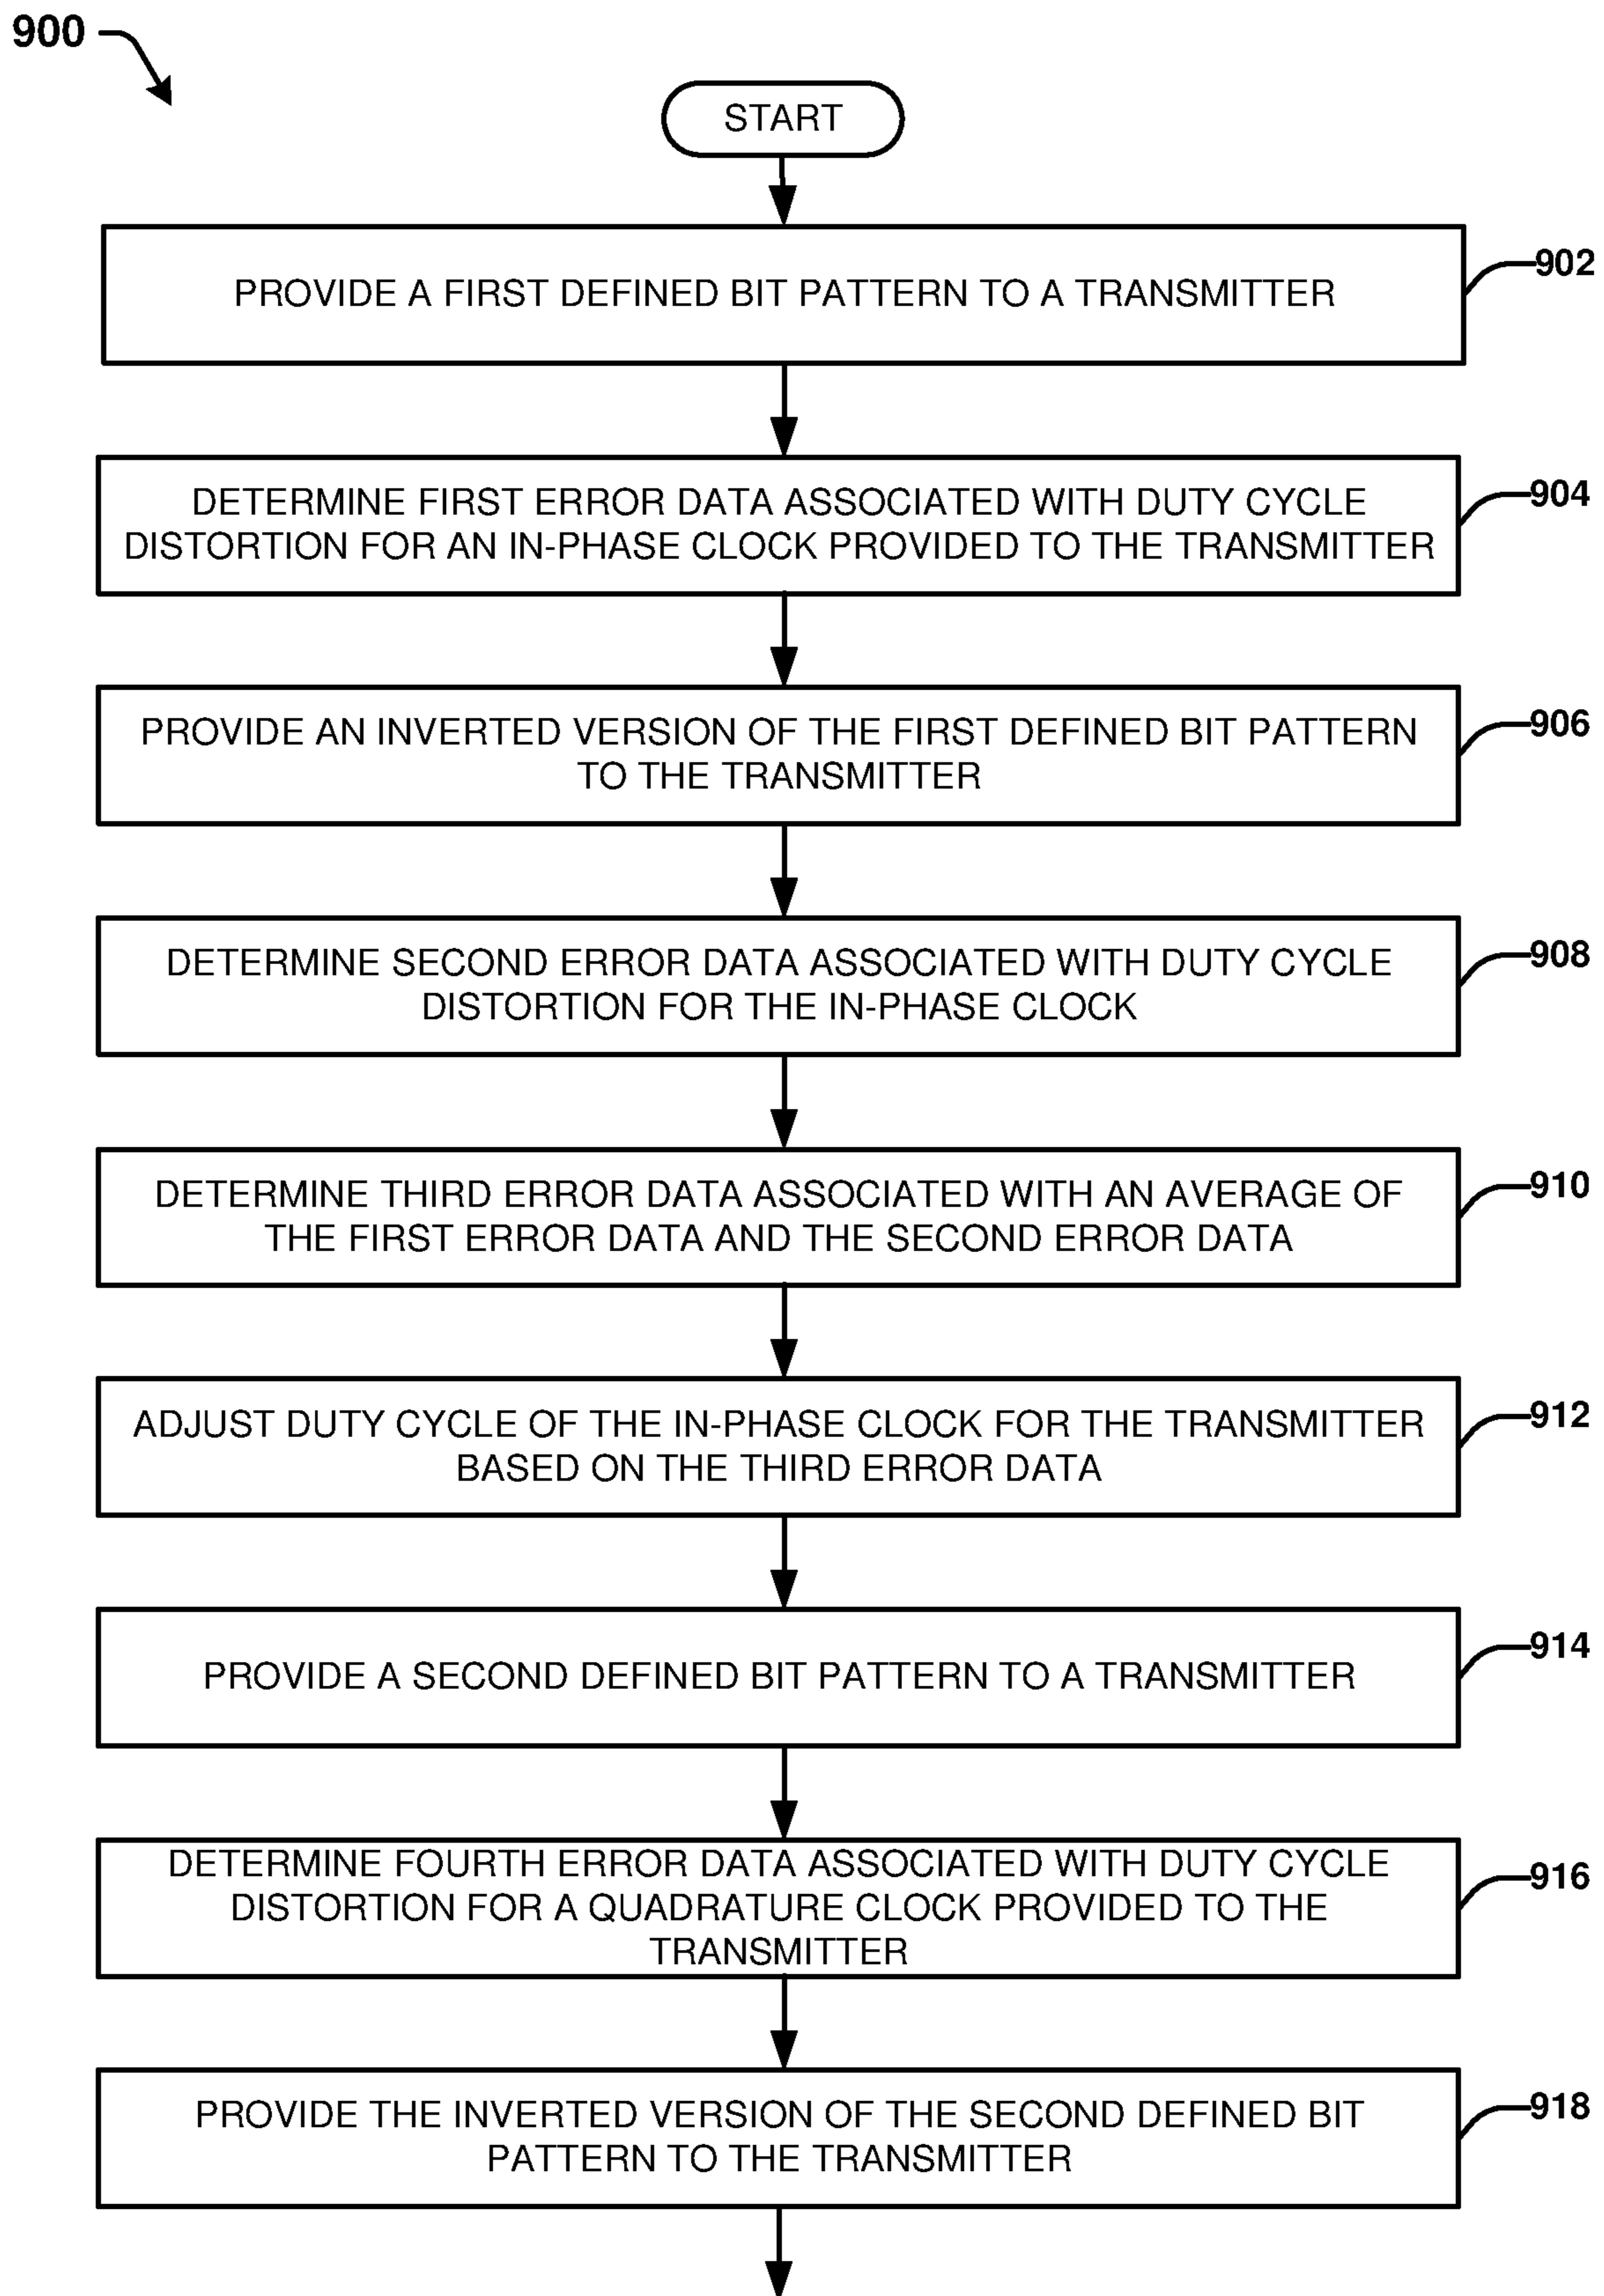 900
START
PROVIDE A FIRST DEFINED BIT PATTERN TO A TRANSMITTER
902
DETERMINE FIRST ERROR DATA ASSOCIATED WITH DUTY CYCLE
DISTORTION FOR AN IN-PHASE CLOCK PROVIDED TO THE TRANSMITTER
904
PROVIDE AN INVERTED VERSION OF THE FIRST DEFINED BIT PATTERN
TO THE TRANSMITTER
906
DETERMINE SECOND ERROR DATA ASSOCIATED WITH DUTY CYCLE
DISTORTION FOR THE IN-PHASE CLOCK
908
DETERMINE THIRD ERROR DATA ASSOCIATED WITH AN AVERAGE OF
THE FIRST ERROR DATA AND THE SECOND ERROR DATA
910
ADJUST DUTY CYCLE OF THE IN-PHASE CLOCK FOR THE TRANSMITTER
BASED ON THE THIRD ERROR DATA
912
PROVIDE A SECOND DEFINED BIT PATTERN TO A TRANSMITTER
914
DETERMINE FOURTH ERROR DATA ASSOCIATED WITH DUTY CYCLE
DISTORTION FOR A QUADRATURE CLOCK PROVIDED TO THE
TRANSMITTER
916
PROVIDE THE INVERTED VERSION OF THE SECOND DEFINED BIT
PATTERN TO THE TRANSMITTER
918